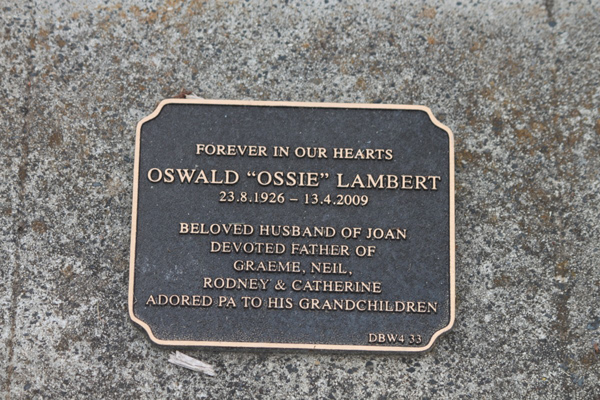 FOREVER IN OUR HEARTS
OSWALD "OSSIE" LAMBERT
23.8.1926 – 13.4.2009
BELOVED HUSBAND OF JOAN
DEVOTED FATHER OF
GRAEME, NEIL,
RODNEY & CATHERINE
ADORED PA TO HIS GRANDCHILDREN
DBW4 33